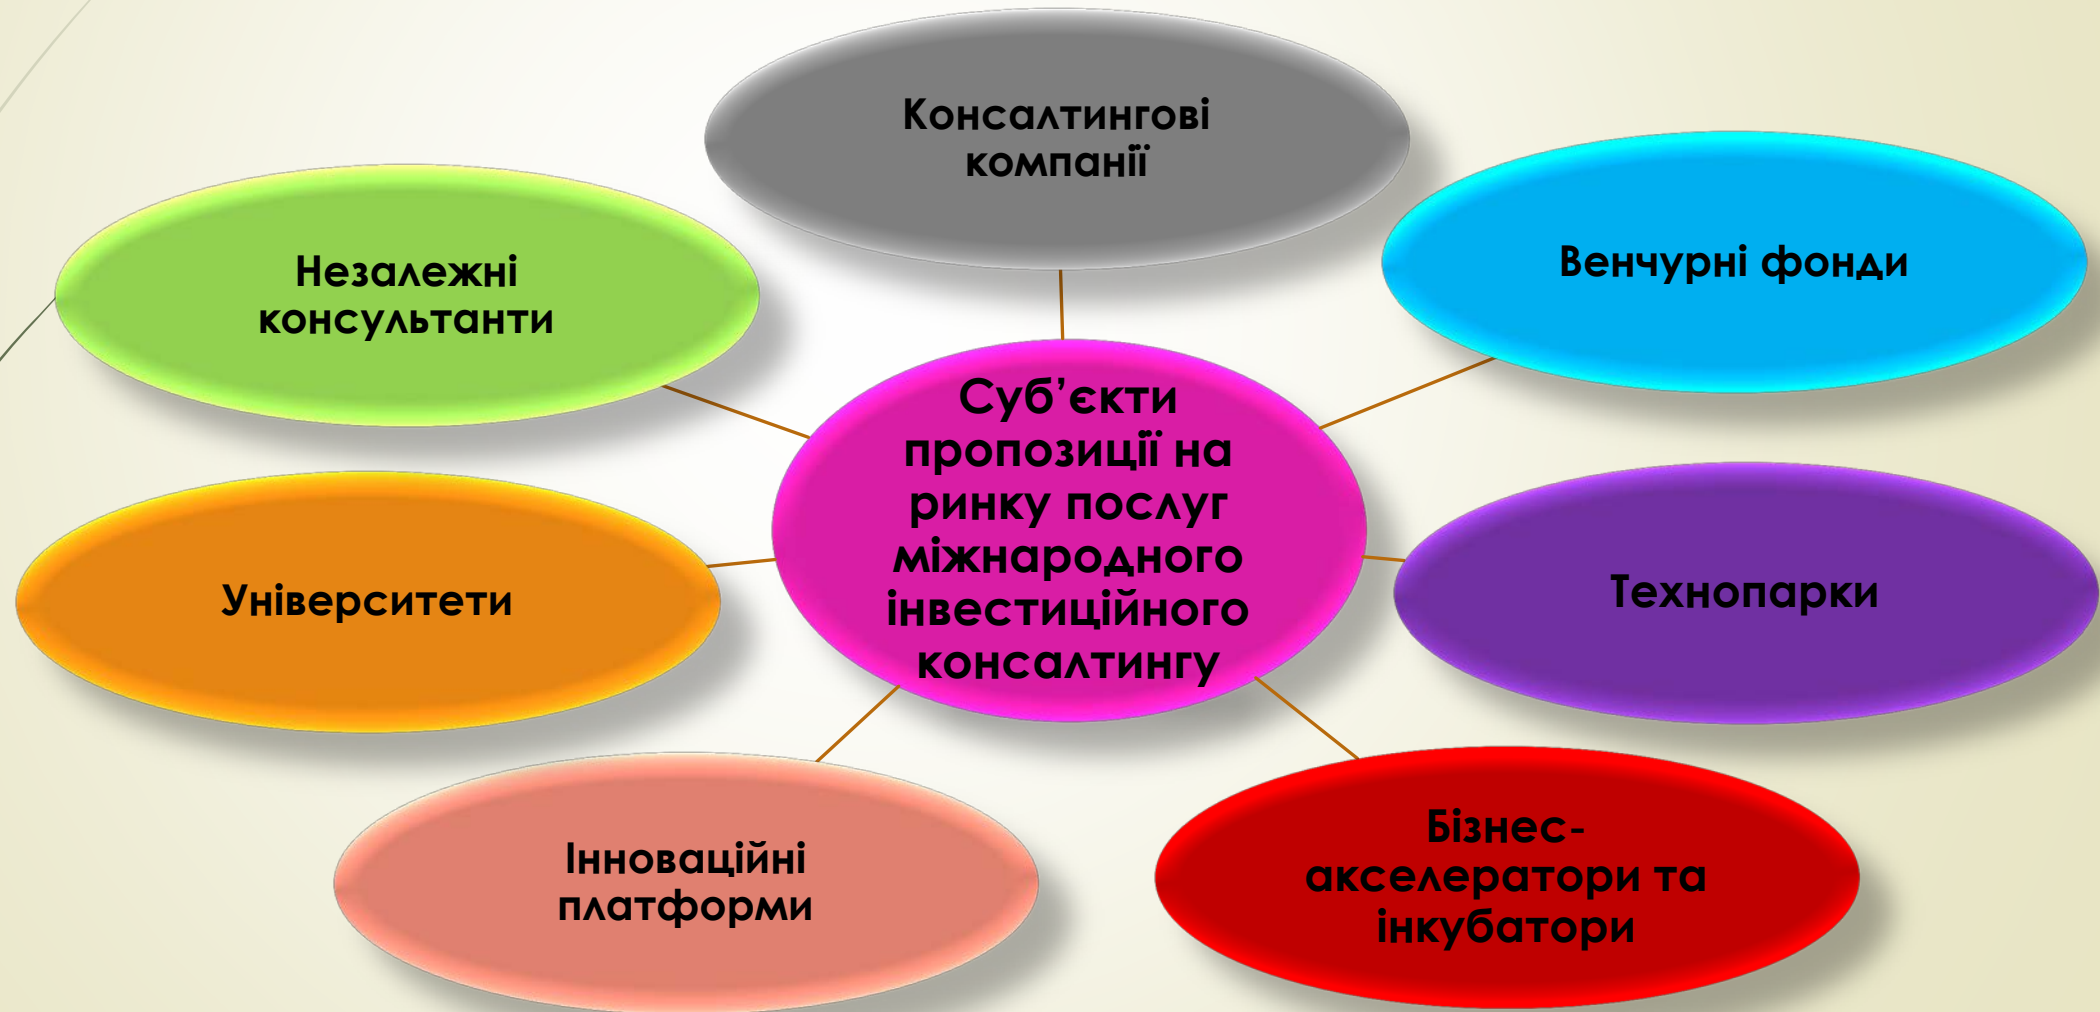 Консалтингові
компанії
Венчурні фонди
Незалежні
консультанти
Суб’єкти
пропозиції на
ринку послуг
міжнародного
інвестиційного
консалтингу
Університети
Технопарки
Інноваційні
платформи
Бізнес-
акселератори та
інкубатори